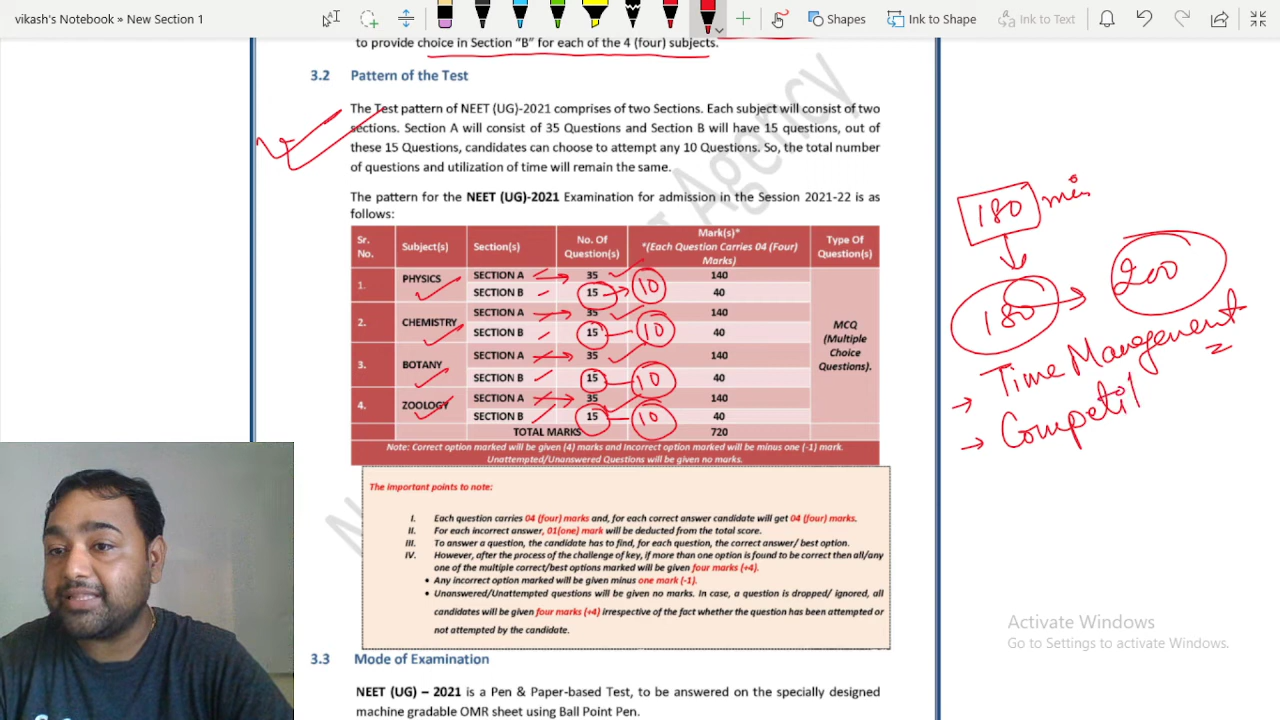 vikash's Notebook » New Section 1
Shapes
Ink to Shape
Ink to Text
to provide choice in Section "B" for each of the 4 (four) subjects.
3.2 Pattern of the Test
The Test pattern of NEET (UG)-2021 comprises of two Sections. Each subject will consist of two
sections. Section A will consist of 35 Questions and Section B will have 15 questions, out of
these 15 Questions, candidates can choose to attempt any 10 Questions. So, the total number
of questions and utilization of time will remain the same.
The pattern for the NEET (UG)-2021 Examination for admission in the Session 2021-22 is as
follows:
Sr. No. Subject(s) Section(s) No. Of Question(s) Mark(s)* *(Each Question Carries 04 (Four) Marks) Type Of Question(s)
1. PHYSICS SECTION A 35 140
SECTION B 15 10 40
2. CHEMISTRY SECTION A 35 140
SECTION B 15 10 40
MCQ (Multiple Choice Questions).
3. BOTANY SECTION A 35 140
SECTION B 15 10 40
4. ZOOLOGY SECTION A 35 140
SECTION B 15 10 40
TOTAL MARKS 720
Note: Correct option marked will be given (4) marks and Incorrect option marked will be minus one (-1) mark.
Unattempted/Unanswered Questions will be given no marks.
The important points to note:
I. Each question carries 04 (four) marks and, for each correct answer candidate will get 04 (four) marks.
II. For each incorrect answer, 01(one) mark will be deducted from the total score.
III. To answer a question, the candidate has to find, for each question, the correct answer/ best option.
IV. However, after the process of the challenge of key, if more than one option is found to be correct then all/any
one of the multiple correct/best options marked will be given four marks (+4).
• Any incorrect option marked will be given minus one mark (-1).
• Unanswered/Unattempted questions will be given no marks. In case, a question is dropped/ ignored, all
candidates will be given four marks (+4) irrespective of the fact whether the question has been attempted or
not attempted by the candidate.
3.3 Mode of Examination
NEET (UG) – 2021 is a Pen & Paper-based Test, to be answered on the specially designed
machine gradable OMR sheet using Ball Point Pen.
180 min
180 → 200
→ Time Management
→ Competit
Activate Windows
Go to Settings to activate Windows.